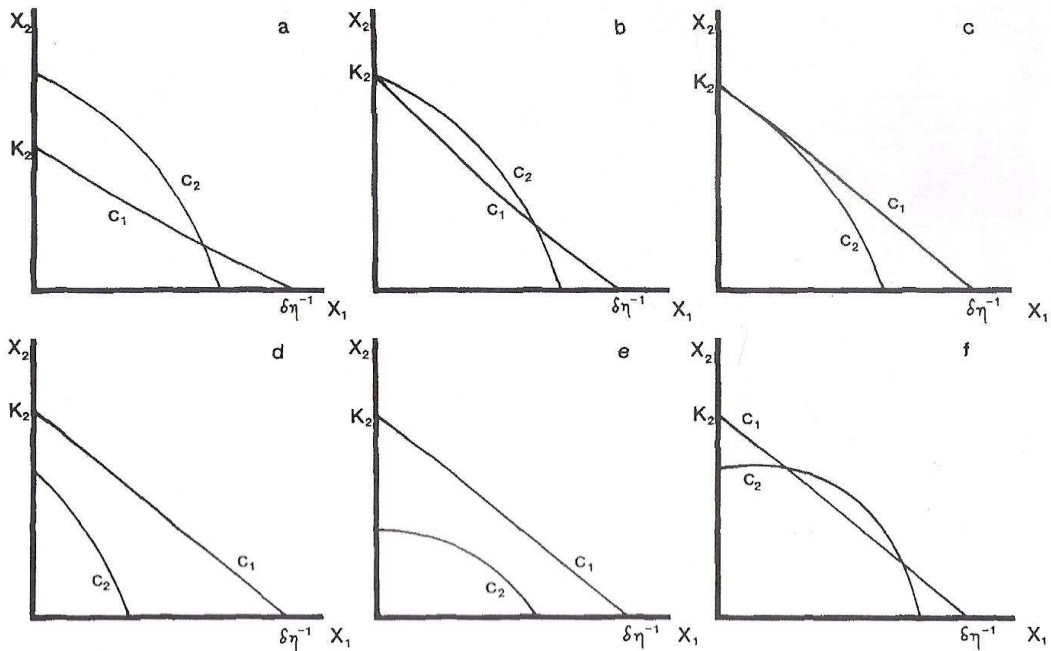 X₂ a
K₂
C₂
C₁
δη⁻¹ X₁
X₂ b
K₂
C₂
C₁
δη⁻¹ X₁
X₂ c
K₂
C₁
C₂
δη⁻¹ X₁
X₂ d
K₂
C₁
C₂
δη⁻¹ X₁
X₂ e
K₂
C₁
C₂
δη⁻¹ X₁
X₂ f
K₂ C₁
C₂
δη⁻¹ X₁